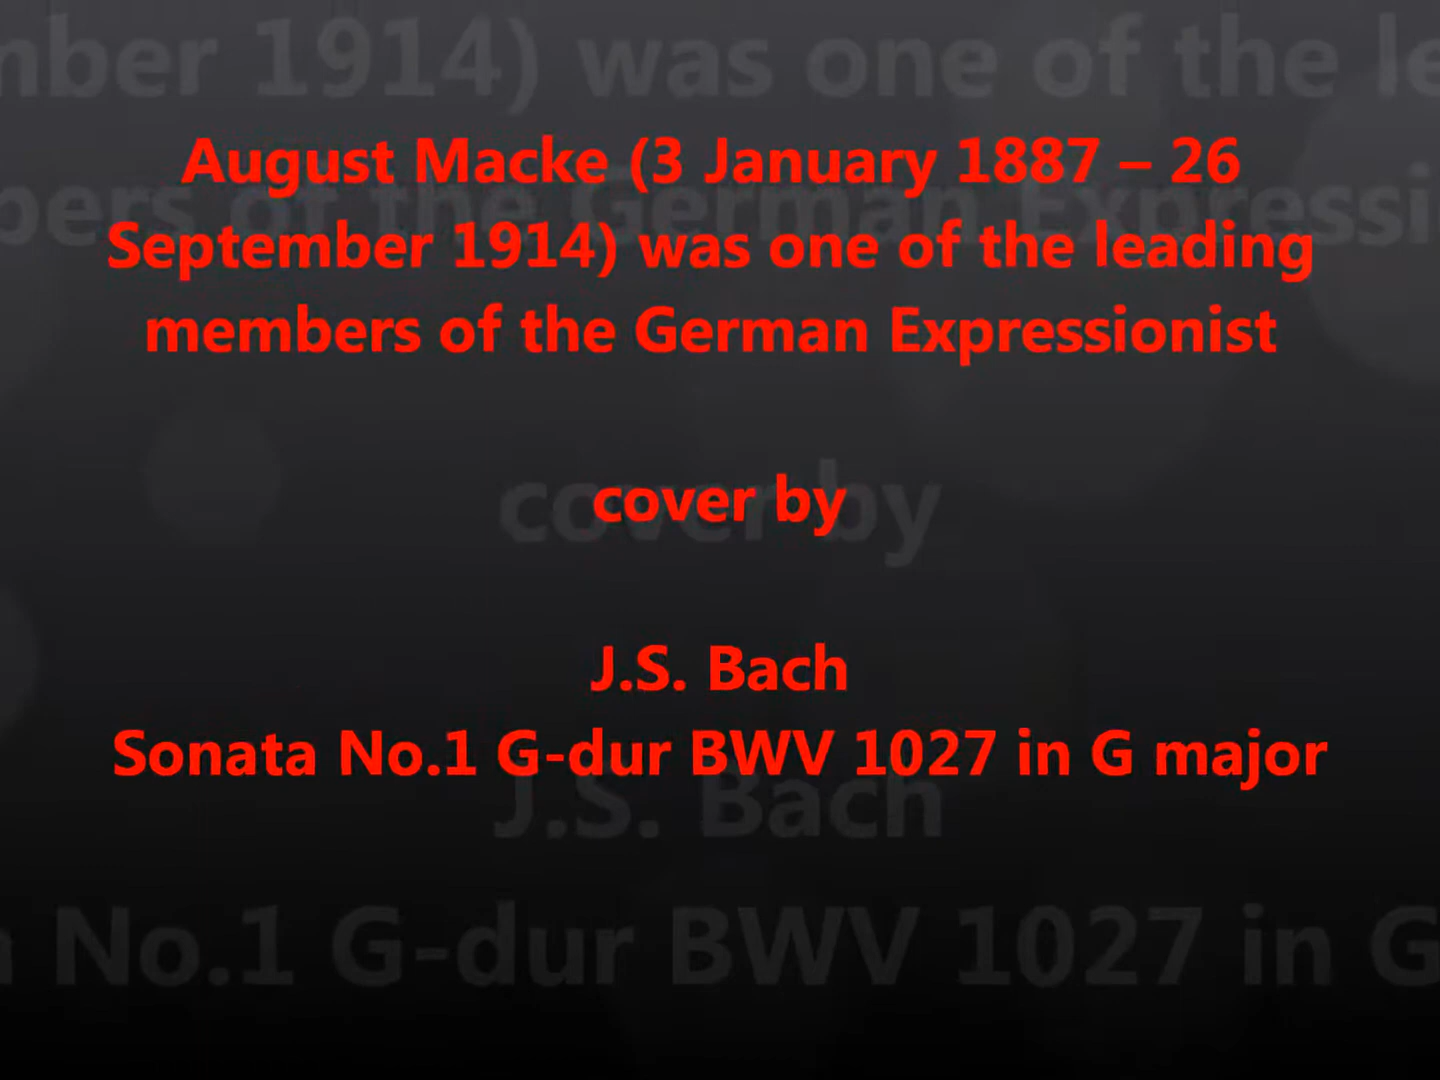 August Macke (3 January 1887 – 26
September 1914) was one of the leading
members of the German Expressionist
cover by
J.S. Bach
Sonata No.1 G-dur BWV 1027 in G major